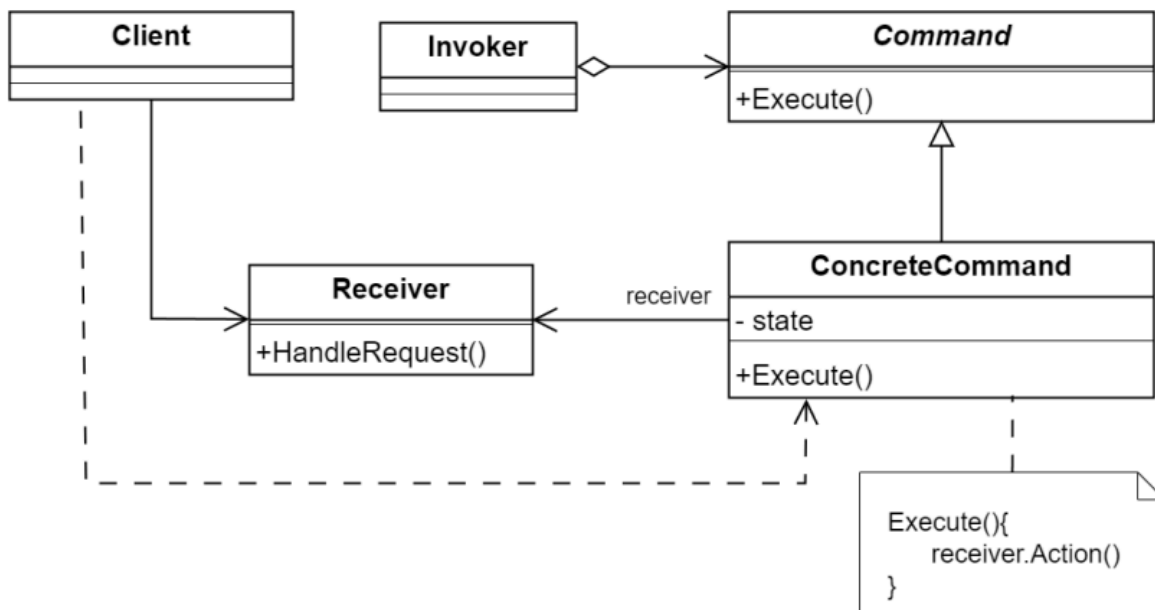 Client
Invoker
Command
+Execute()
Receiver
+HandleRequest()
receiver
ConcreteCommand
- state
+Execute()
Execute(){
receiver.Action()
}